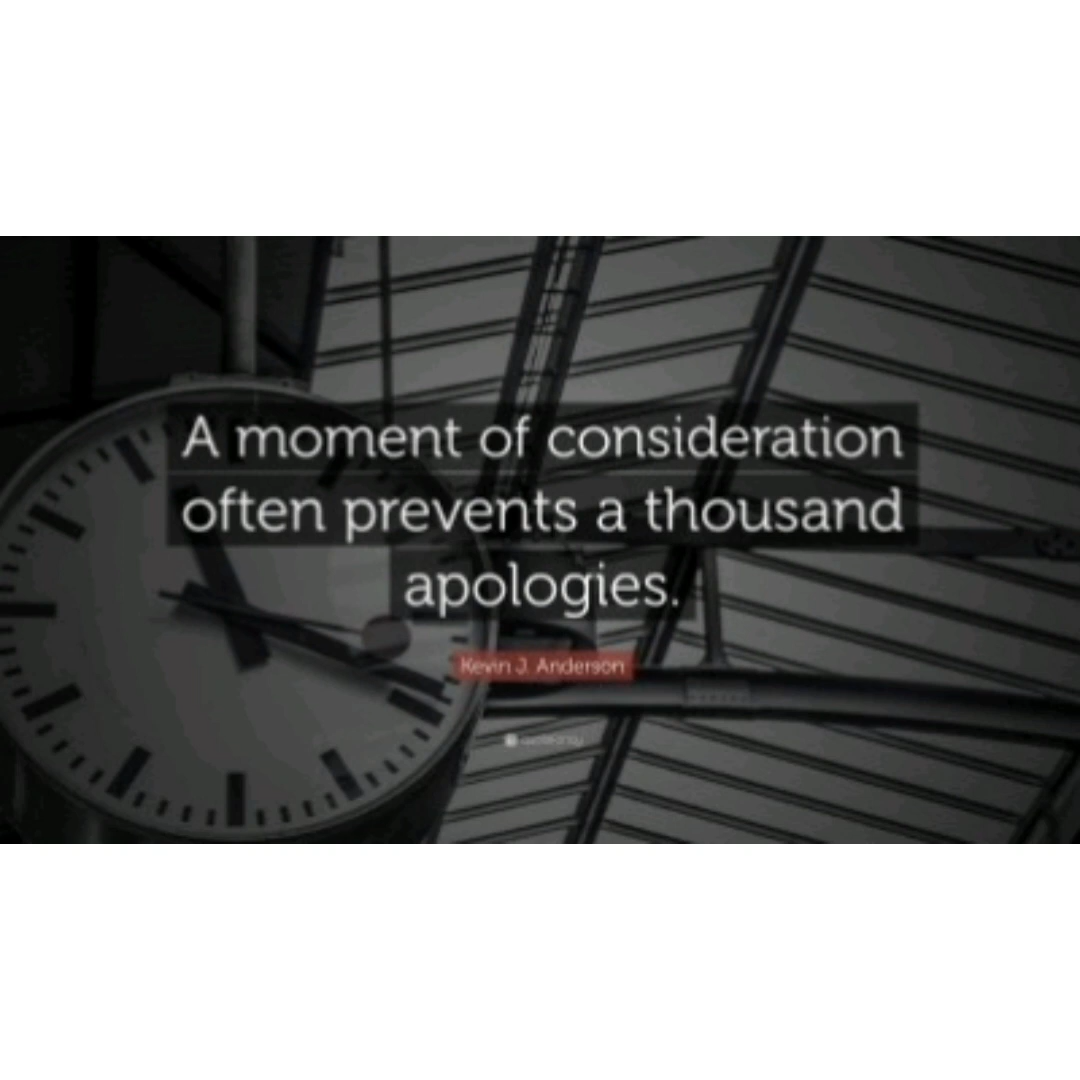 A moment of consideration
often prevents a thousand
apologies.
Kevin J. Anderson